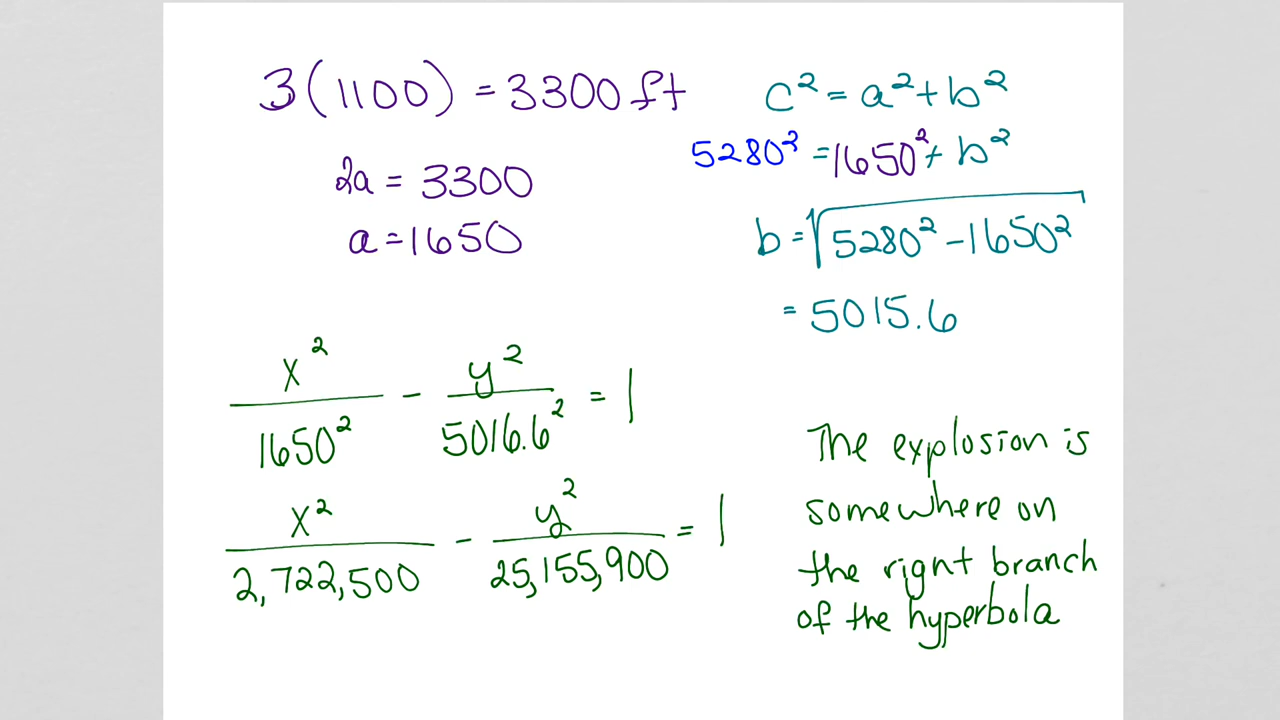 3(1100) = 3300 ft
2a = 3300
a = 1650
c² = a² + b²
5280² = 1650² + b²
b = √5280² - 1650²
= 5015.6
x² / 1650² - y² / 5016.6² = 1
x² / 2,722,500 - y² / 25,155,900 = 1
The explosion is
somewhere on
the right branch
of the hyperbola